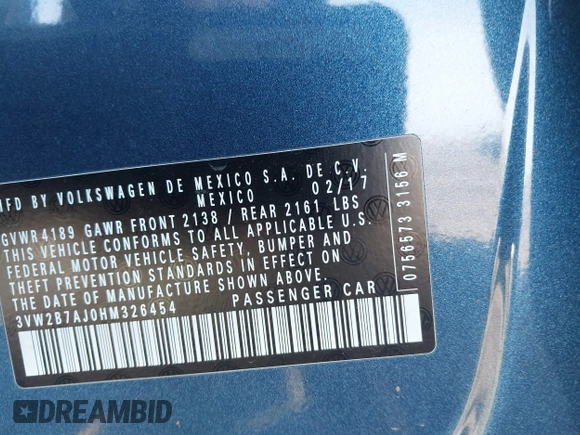 MFD BY VOLKSWAGEN DE MEXICO S.A. DE C.V.
MEXICO 02/17
GVWR 4189 GAWR FRONT 2138 / REAR 2161 LBS
THIS VEHICLE CONFORMS TO ALL APPLICABLE U.S.
FEDERAL MOTOR VEHICLE SAFETY, BUMPER AND
THEFT PREVENTION STANDARDS IN EFFECT ON
THE DATE OF MANUFACTURE SHOWN ABOVE.
3VW2B7AJ0HM326454 PASSENGER CAR
0756573 3156 M
DREAMBID